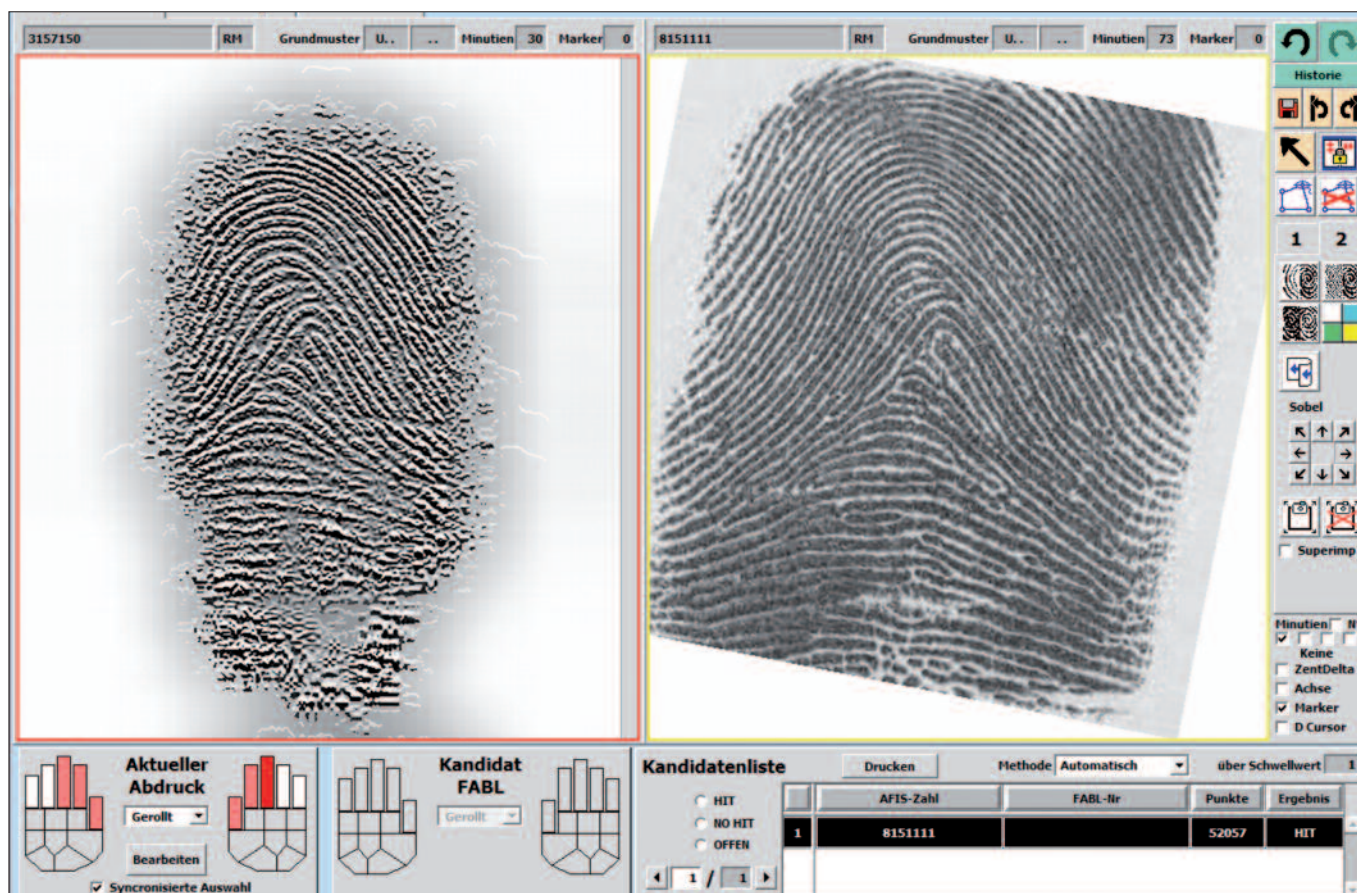 3157150 RM Grundmuster U.. .. Minutien 30 Marker 0
8151111 RM Grundmuster U.. .. Minutien 73 Marker 0
Historie
1 2
Sobel
Superimp
Minutien N
Keine
ZentDelta
Achse
Marker
D Cursor
Aktueller
Abdruck
Gerollt
Bearbeiten
Syncronisierte Auswahl
Kandidat
FABL
Gerollt
Kandidatenliste Drucken Methode Automatisch über Schwellwert 1
HIT
NO HIT
OFFEN
1 / 1
AFIS-Zahl FABL-Nr Punkte Ergebnis
1 8151111 52057 HIT